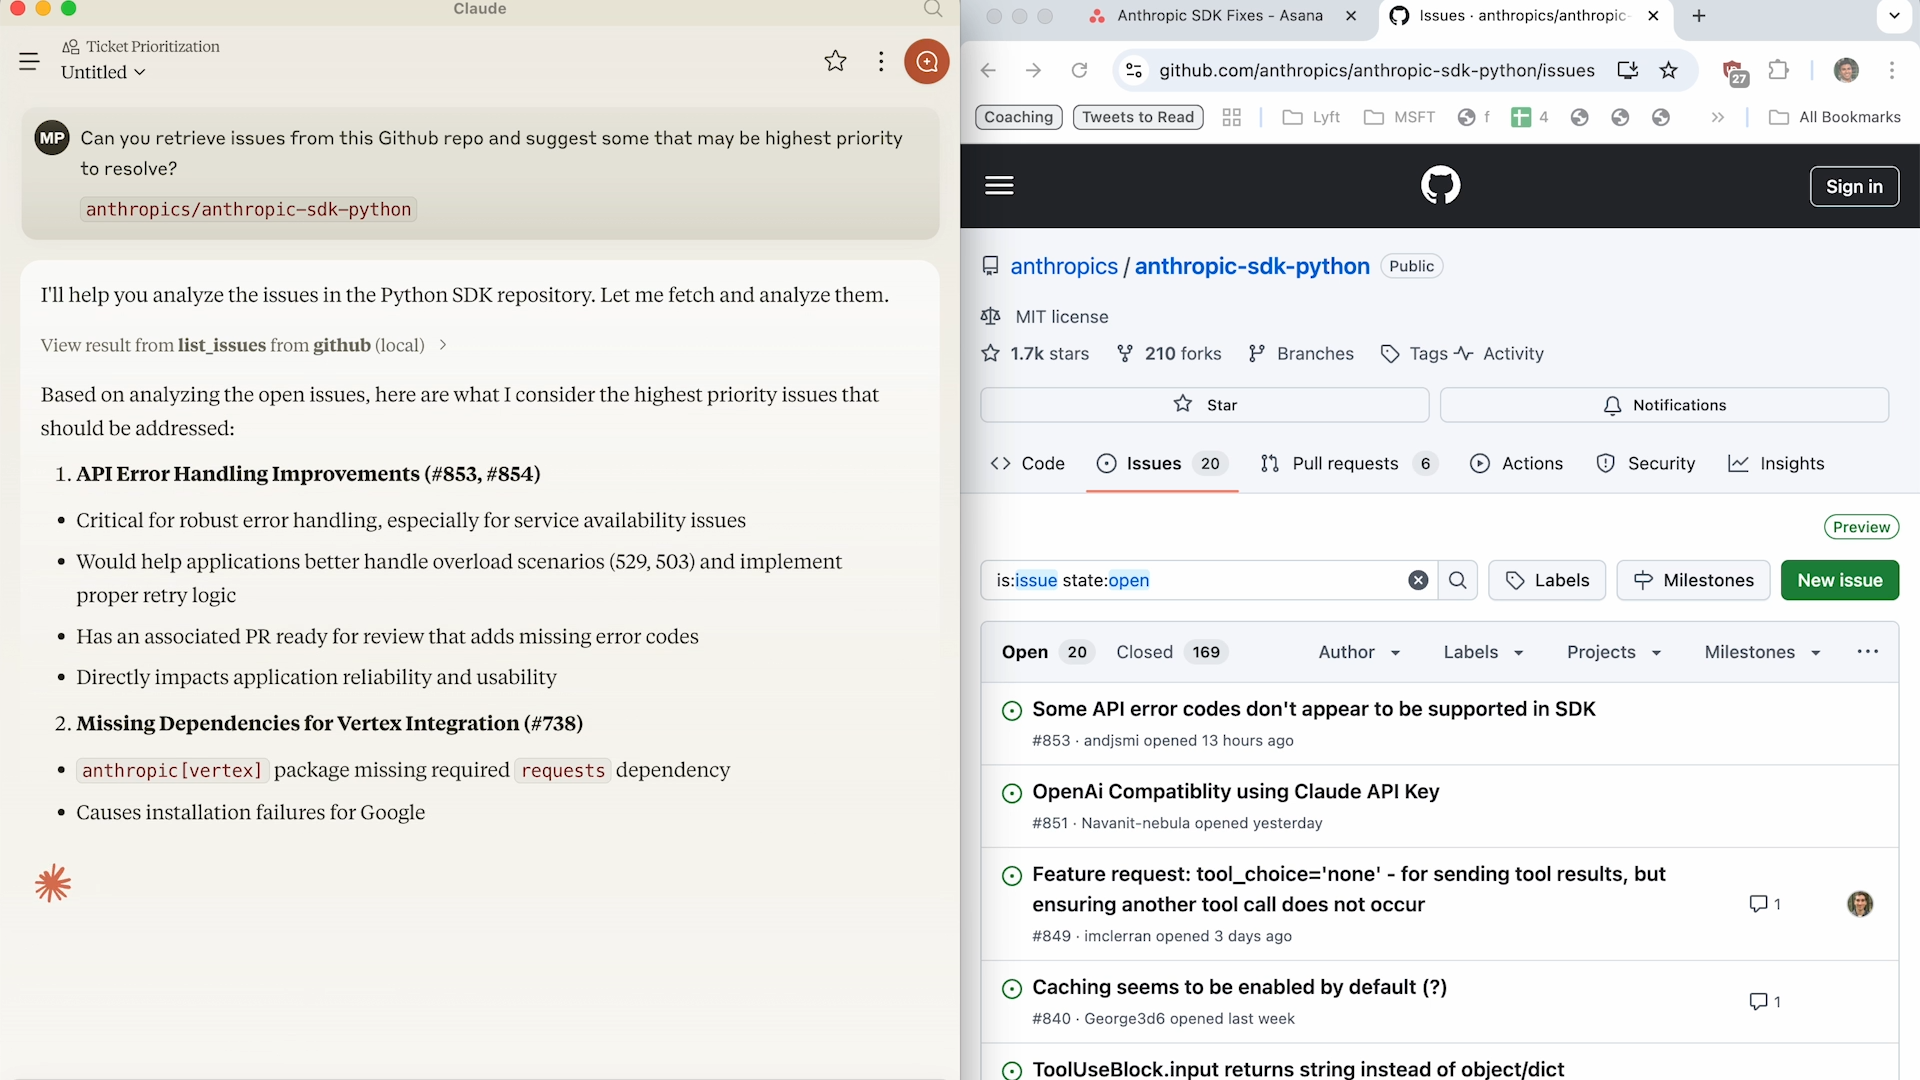 Claude
Ticket Prioritization
Untitled
MP
Can you retrieve issues from this Github repo and suggest some that may be highest priority
to resolve?
anthropics/anthropic-sdk-python
I'll help you analyze the issues in the Python SDK repository. Let me fetch and analyze them.
View result from list_issues from github (local)
Based on analyzing the open issues, here are what I consider the highest priority issues that
should be addressed:
1. API Error Handling Improvements (#853, #854)
• Critical for robust error handling, especially for service availability issues
• Would help applications better handle overload scenarios (529, 503) and implement
proper retry logic
• Has an associated PR ready for review that adds missing error codes
• Directly impacts application reliability and usability
2. Missing Dependencies for Vertex Integration (#738)
• anthropic[vertex] package missing required requests dependency
• Causes installation failures for Google
Anthropic SDK Fixes - Asana
Issues · anthropics/anthropic-
github.com/anthropics/anthropic-sdk-python/issues
27
Coaching
Tweets to Read
Lyft
MSFT
f
4
All Bookmarks
Sign in
anthropics / anthropic-sdk-python
Public
MIT license
1.7k stars
210 forks
Branches
Tags
Activity
Star
Notifications
Code
Issues 20
Pull requests 6
Actions
Security
Insights
Preview
is:issue state:open
Labels
Milestones
New issue
Open 20
Closed 169
Author
Labels
Projects
Milestones
Some API error codes don't appear to be supported in SDK
#853 · andjsmi opened 13 hours ago
OpenAi Compatiblity using Claude API Key
#851 · Navanit-nebula opened yesterday
Feature request: tool_choice='none' - for sending tool results, but
ensuring another tool call does not occur
1
#849 · imclerran opened 3 days ago
Caching seems to be enabled by default (?)
1
#840 · George3d6 opened last week
ToolUseBlock.input returns string instead of object/dict